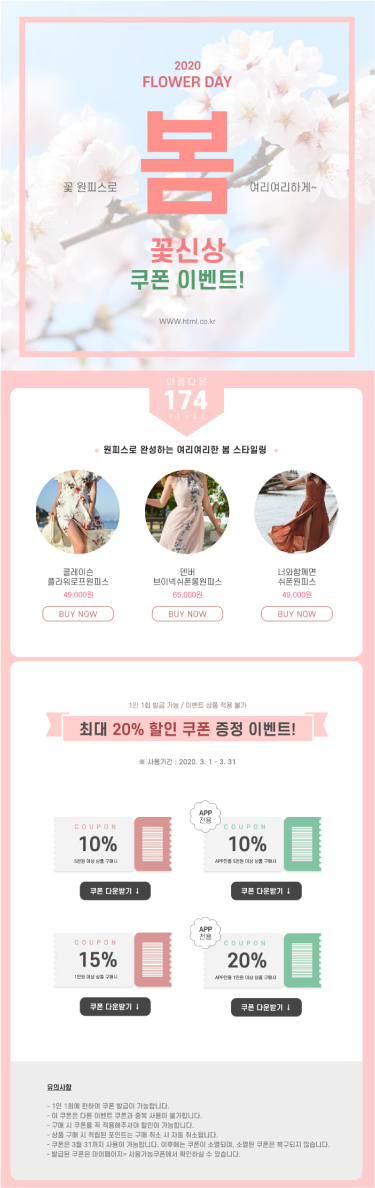 2020
FLOWER DAY
봄
꽃 원피스로
여리여리하게~
꽃신상
쿠폰 이벤트!
WWW.html.co.kr
아름다운
174
STYLE
원피스로 완성하는 여리여리한 봄 스타일링
클레이슨
플라워로프원피스
49,000원
BUY NOW
덴버
브이넥쉬폰롱원피스
65,000원
BUY NOW
너와함께면
쉬폰원피스
49,000원
BUY NOW
1인 1회 발급 가능 / 이벤트 상품 적용 불가
최대 20% 할인 쿠폰 증정 이벤트!
※ 사용기간 : 2020. 3. 1 - 3. 31
COUPON
10%
5만원 이상 상품 구매시
쿠폰 다운받기 ↓
APP
전용
COUPON
10%
APP전용 5만원 이상 상품 구매시
쿠폰 다운받기 ↓
COUPON
15%
1만원 이상 상품 구매시
쿠폰 다운받기 ↓
APP
전용
COUPON
20%
APP전용 1만원 이상 상품 구매시
쿠폰 다운받기 ↓
유의사항
- 1인 1회에 한하여 쿠폰 발급이 가능합니다.
- 이 쿠폰은 다른 이벤트 쿠폰과 중복 사용이 불가합니다.
- 구매 시 쿠폰을 꼭 적용해주셔야 할인이 가능합니다.
- 상품 구매 시 적립된 포인트는 구매 취소 시 자동 취소됩니다.
- 쿠폰은 3월 31까지 사용이 가능합니다. 이후에는 쿠폰이 소멸되며, 소멸된 쿠폰은 복구되지 않습니다.
- 발급된 쿠폰은 마이페이지> 사용가능쿠폰에서 확인하실 수 있습니다.